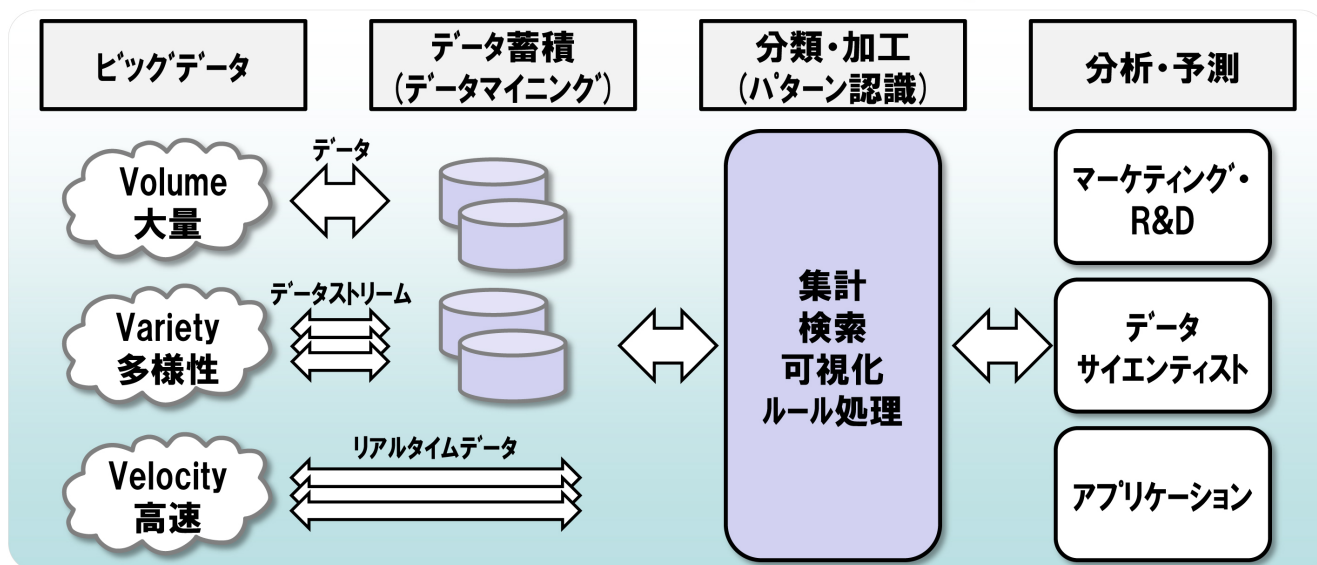 ビッグデータ
データ蓄積
(データマイニング)
分類・加工
(パターン認識)
分析・予測
Volume
大量
データ
Variety
多様性
データストリーム
Velocity
高速
リアルタイムデータ
集計
検索
可視化
ルール処理
マーケティング・
R&D
データ
サイエンティスト
アプリケーション